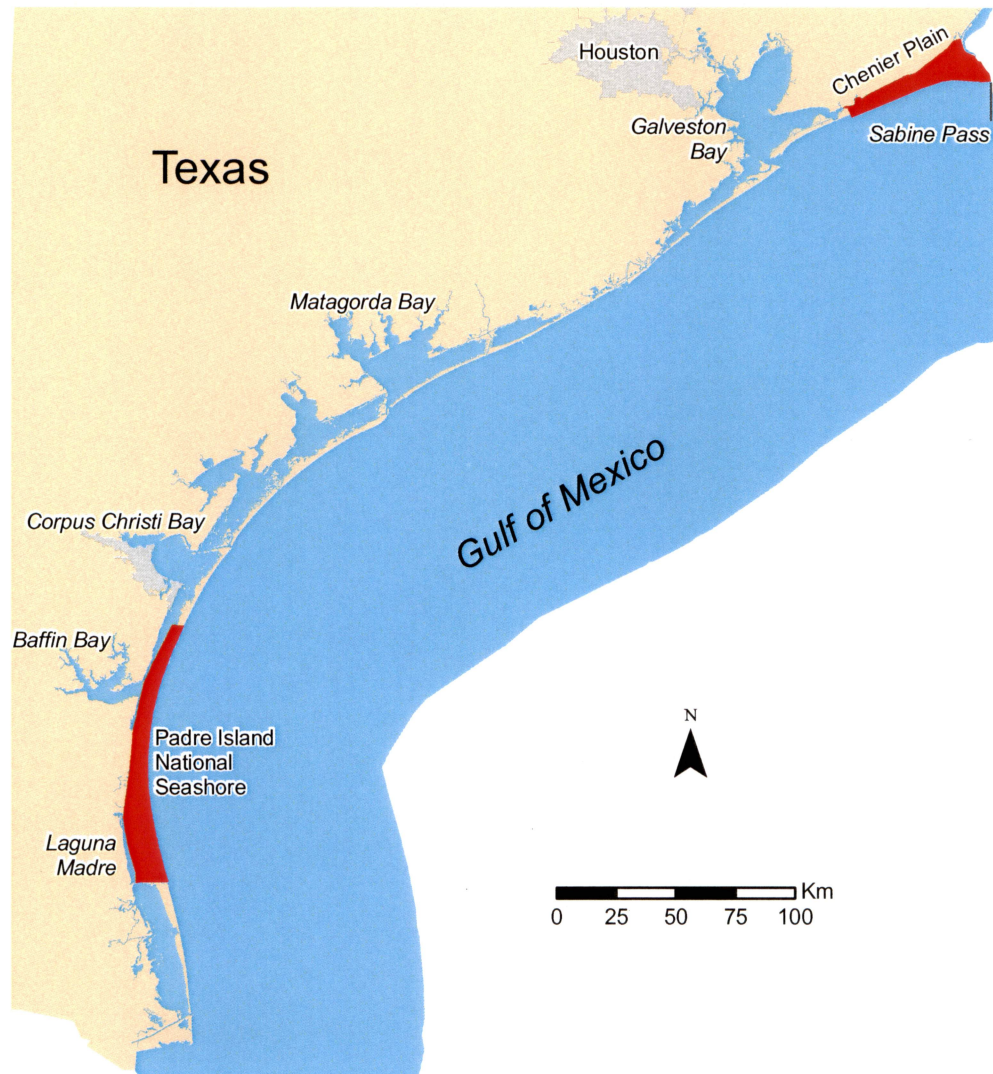 Houston
Chenier Plain
Galveston
Bay
Sabine Pass
Texas
Matagorda Bay
Gulf of Mexico
Corpus Christi Bay
Baffin Bay
Padre Island
National
Seashore
N
Laguna
Madre
Km
0 25 50 75 100